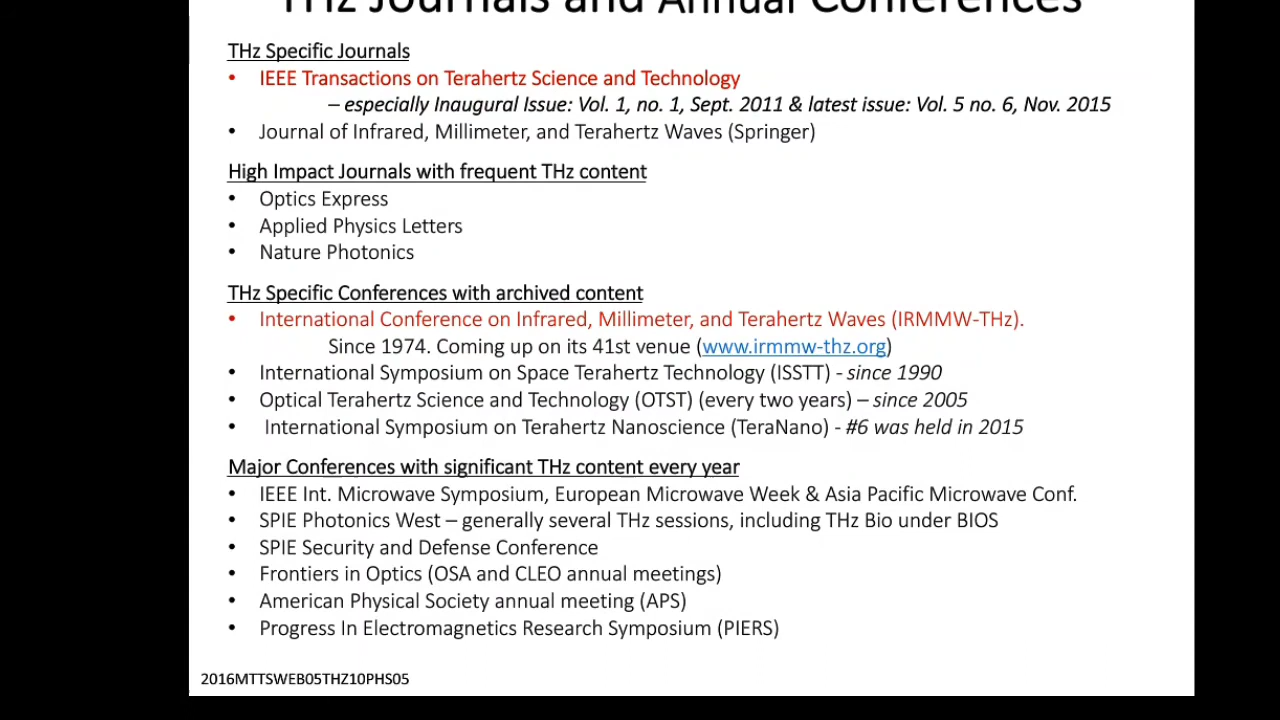 THz Journals and Annual Conferences
THz Specific Journals
• IEEE Transactions on Terahertz Science and Technology
– especially Inaugural Issue: Vol. 1, no. 1, Sept. 2011 & latest issue: Vol. 5 no. 6, Nov. 2015
• Journal of Infrared, Millimeter, and Terahertz Waves (Springer)
High Impact Journals with frequent THz content
• Optics Express
• Applied Physics Letters
• Nature Photonics
THz Specific Conferences with archived content
• International Conference on Infrared, Millimeter, and Terahertz Waves (IRMMW-THz).
Since 1974. Coming up on its 41st venue (www.irmmw-thz.org)
• International Symposium on Space Terahertz Technology (ISSTT) - since 1990
• Optical Terahertz Science and Technology (OTST) (every two years) – since 2005
• International Symposium on Terahertz Nanoscience (TeraNano) - #6 was held in 2015
Major Conferences with significant THz content every year
• IEEE Int. Microwave Symposium, European Microwave Week & Asia Pacific Microwave Conf.
• SPIE Photonics West – generally several THz sessions, including THz Bio under BIOS
• SPIE Security and Defense Conference
• Frontiers in Optics (OSA and CLEO annual meetings)
• American Physical Society annual meeting (APS)
• Progress In Electromagnetics Research Symposium (PIERS)
2016MTTSWEB05THZ10PHS05